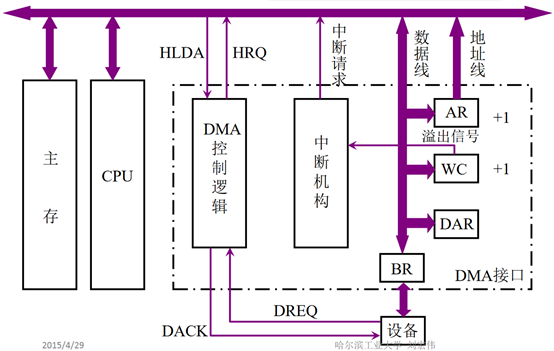 HLDA
HRQ
中断请求
数据线
地址线
主存
CPU
DMA
控制逻辑
中断机构
AR
+1
溢出信号
WC
+1
DAR
BR
DMA接口
DREQ
DACK
设备
2015/4/29
哈尔滨工业大学 刘宏伟